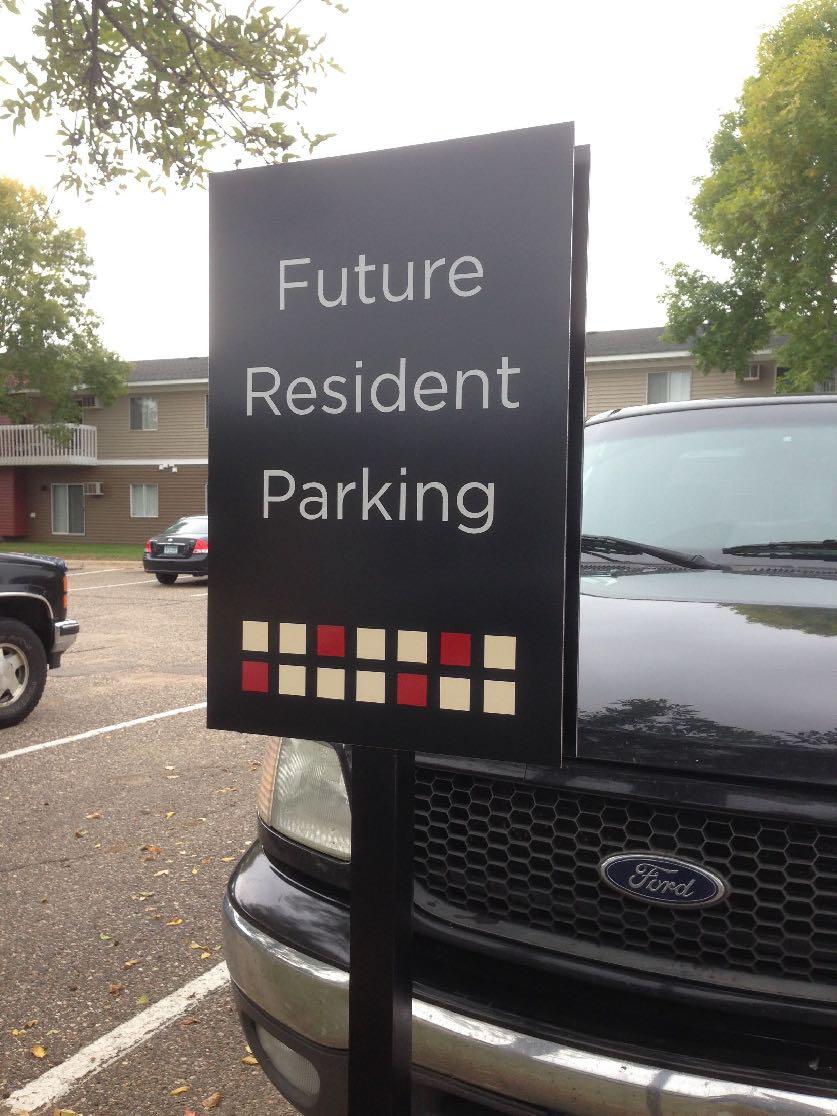 Future
Resident
Parking
Ford